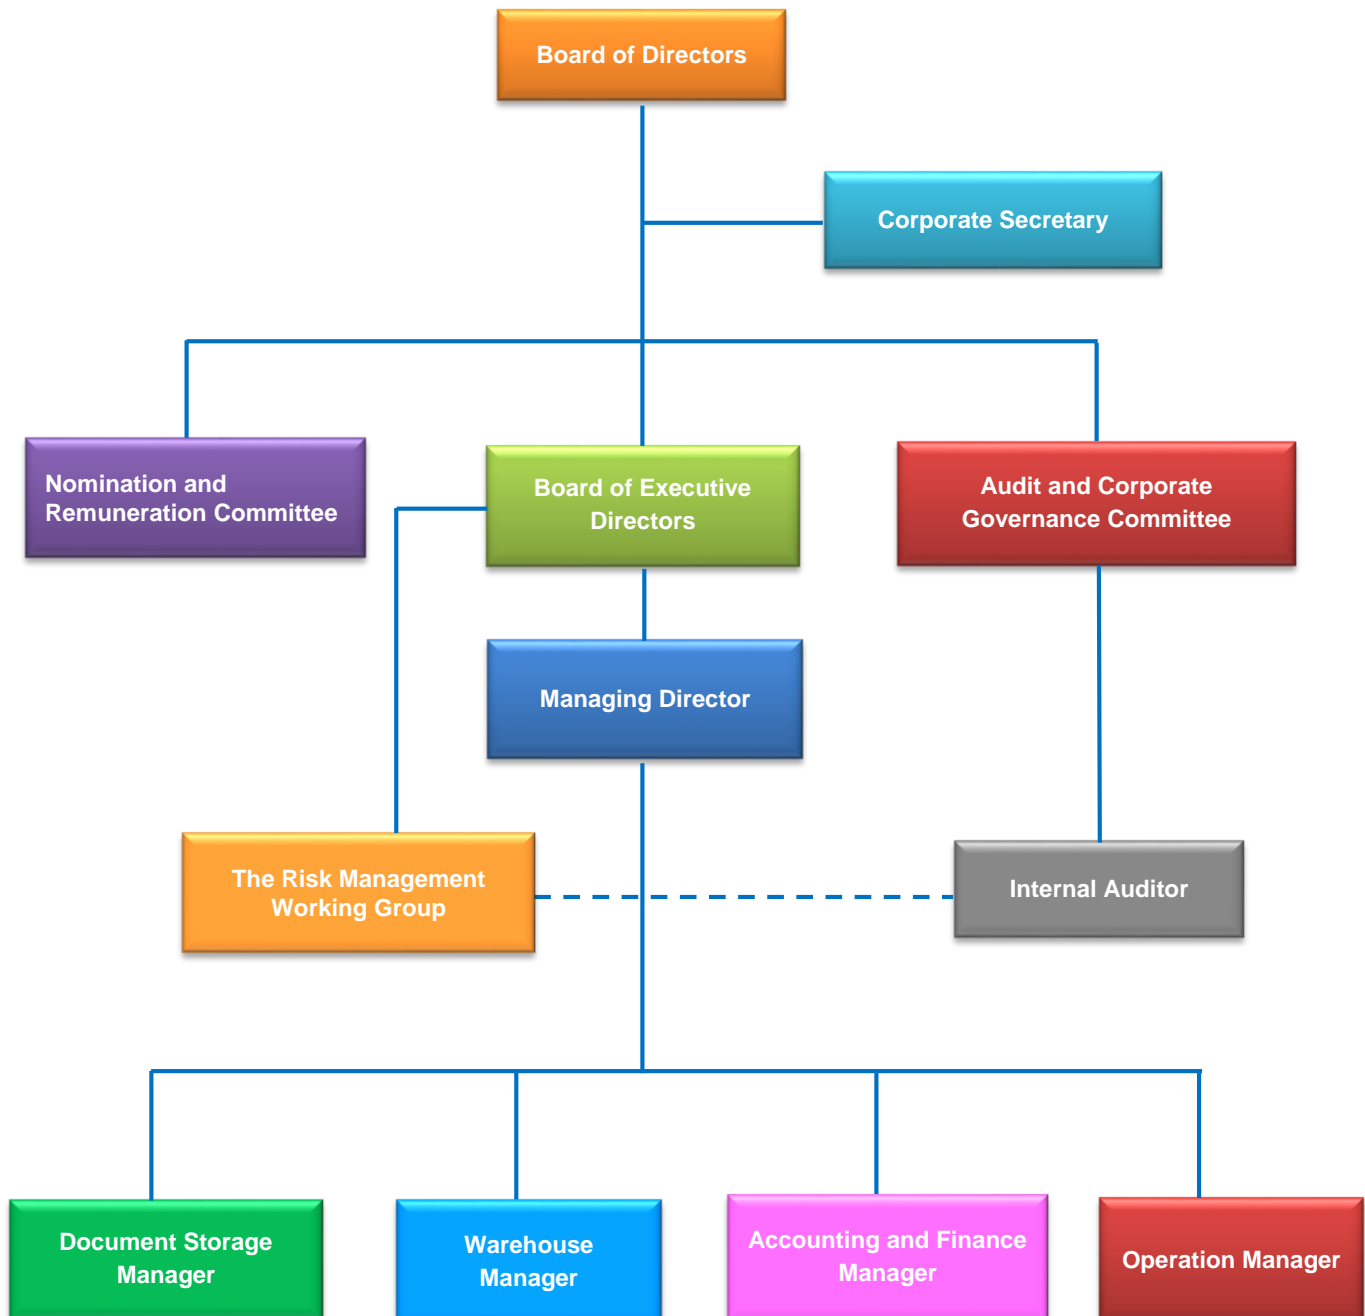 Board of Directors
Corporate Secretary
Nomination and
Remuneration Committee
Board of Executive
Directors
Audit and Corporate
Governance Committee
Managing Director
The Risk Management
Working Group
Internal Auditor
Document Storage
Manager
Warehouse
Manager
Accounting and Finance
Manager
Operation Manager